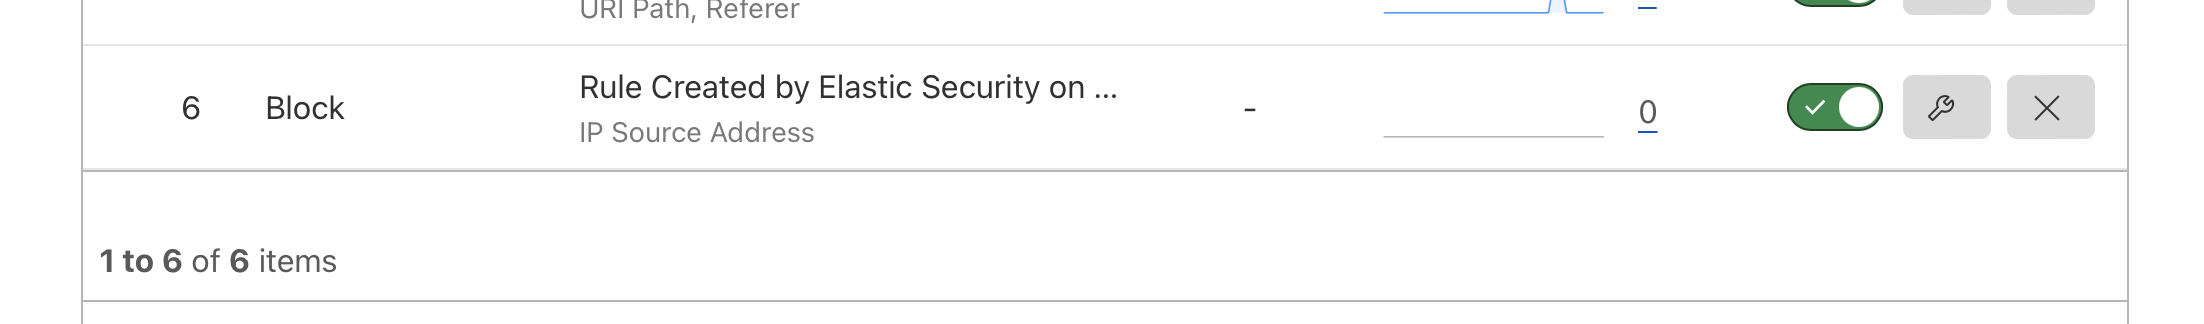 URI Path, Referer
6 Block Rule Created by Elastic Security on ... - 0
IP Source Address
1 to 6 of 6 items